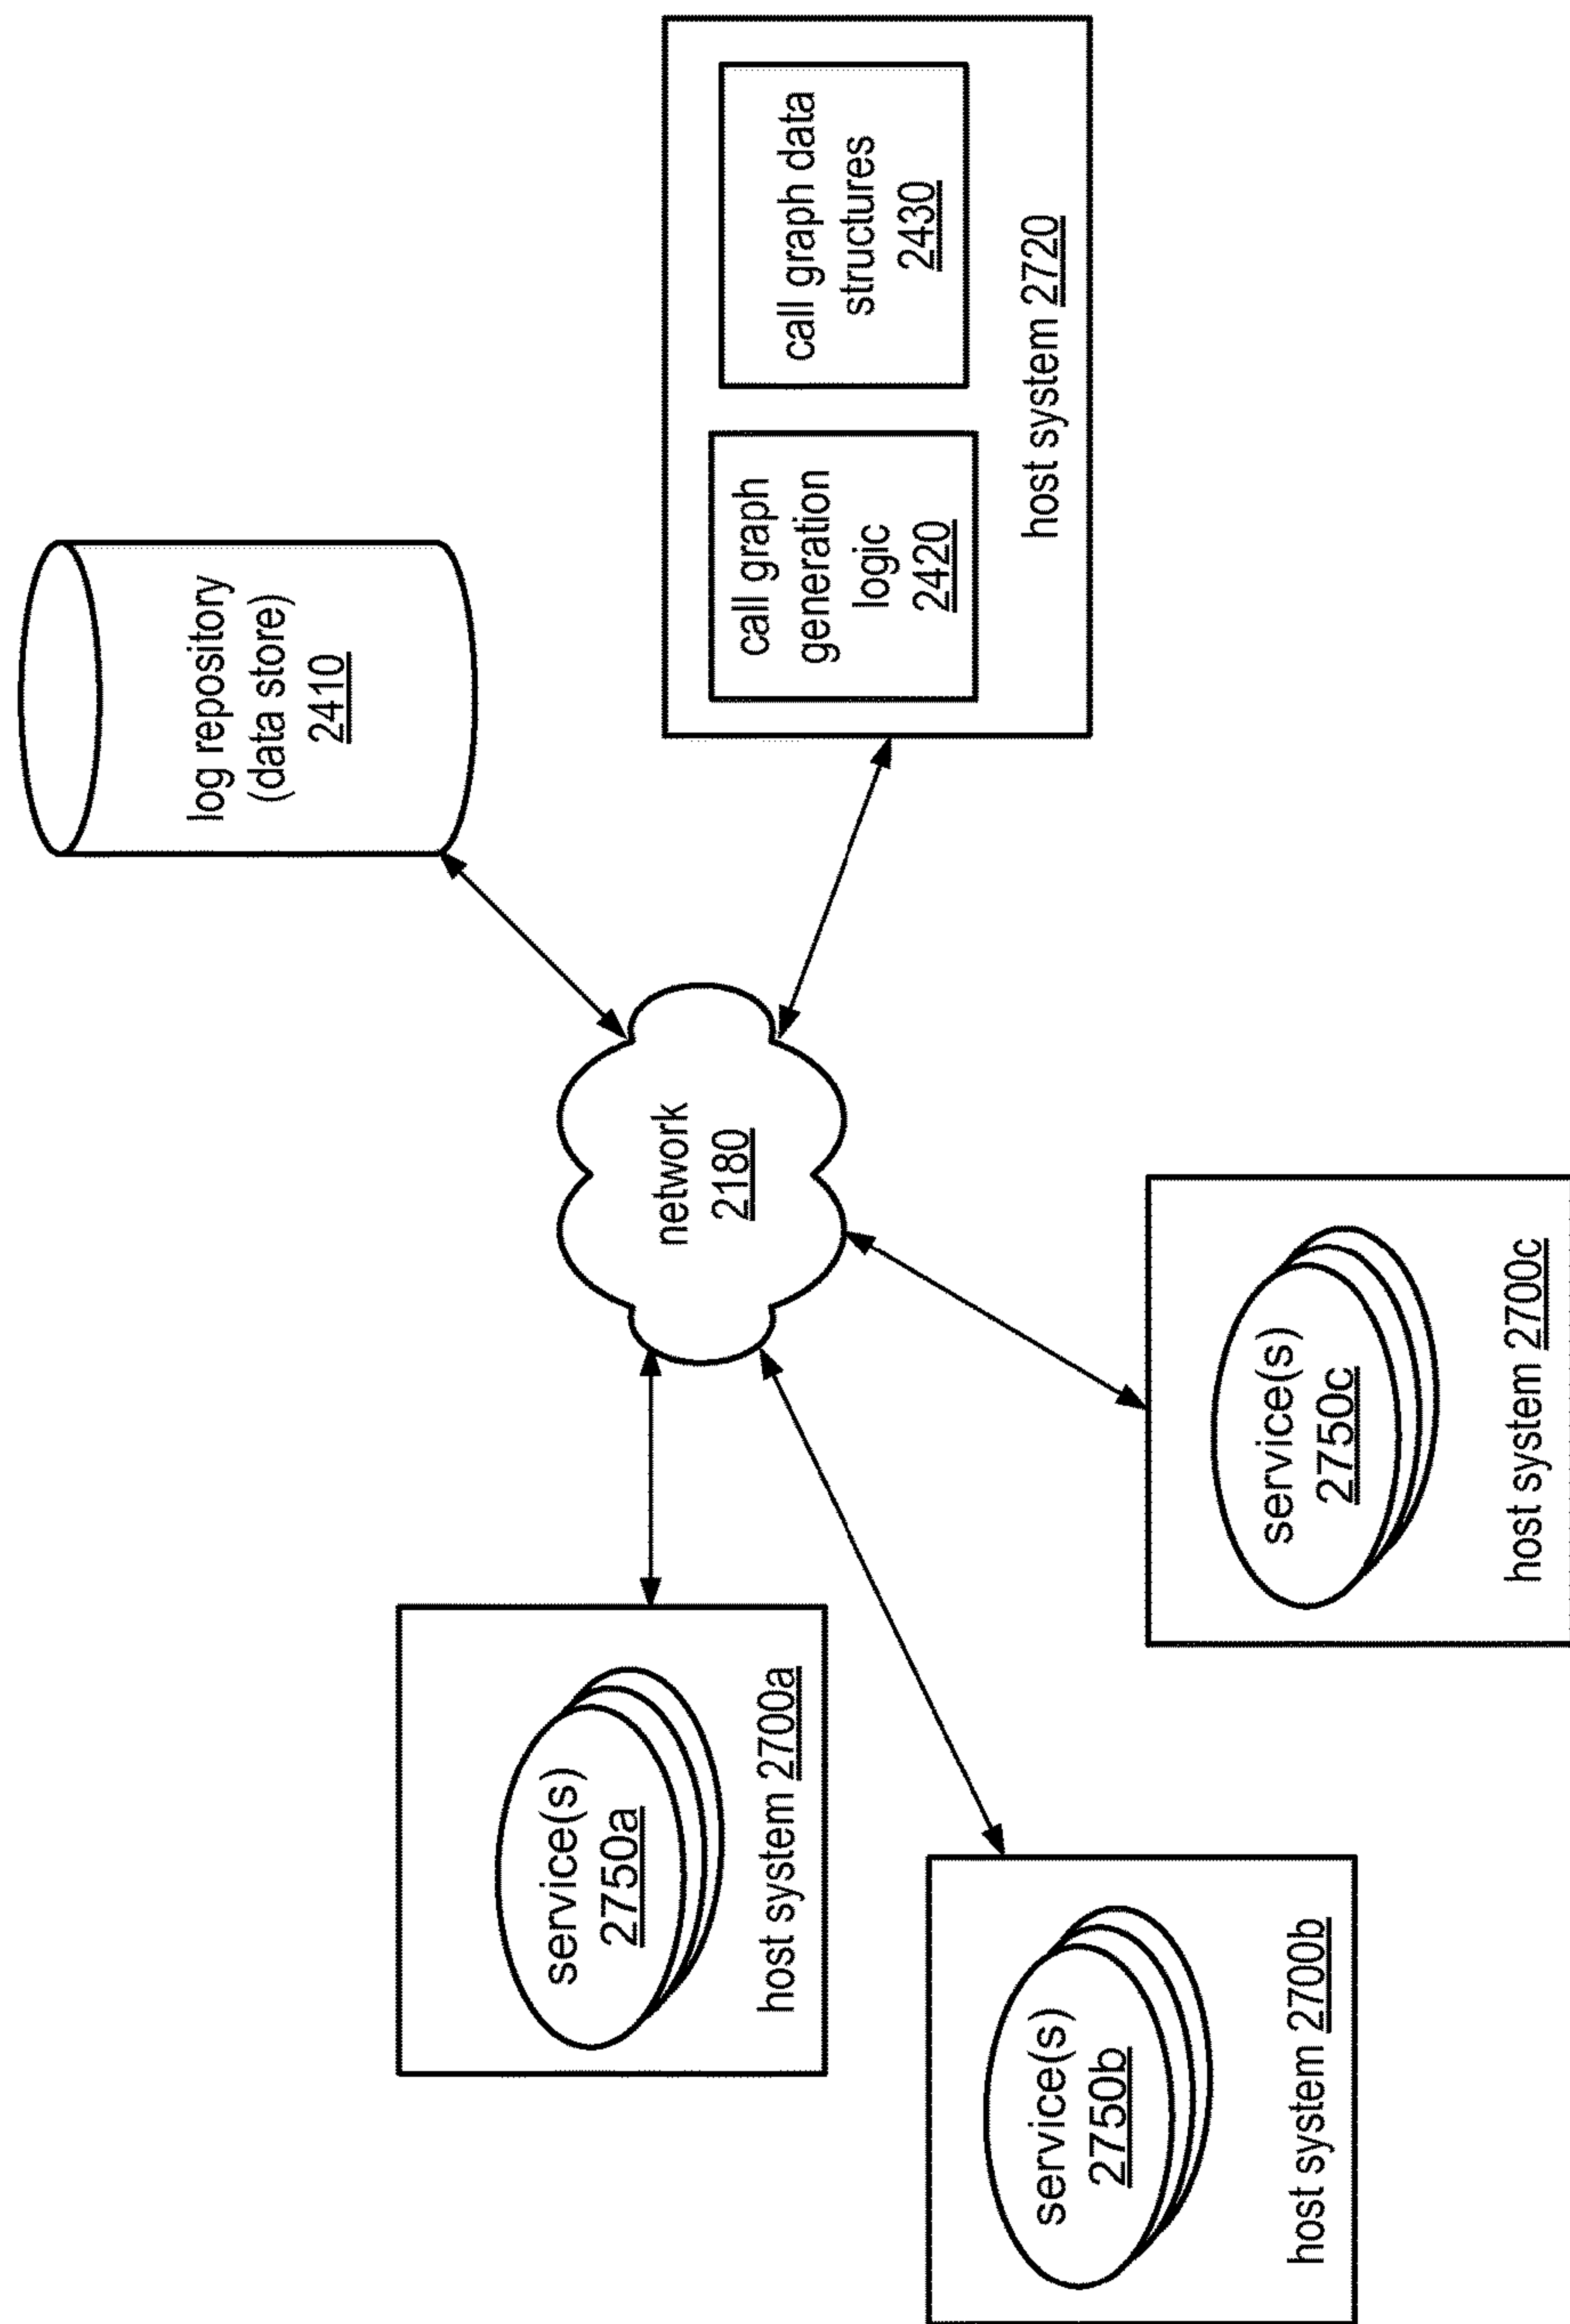 log repository
(data store)
2410
call graph
generation
logic
2420
call graph data
structures
2430
host system 2720
network
2180
service(s)
2750a
host system 2700a
service(s)
2750b
host system 2700b
service(s)
2750c
host system 2700c